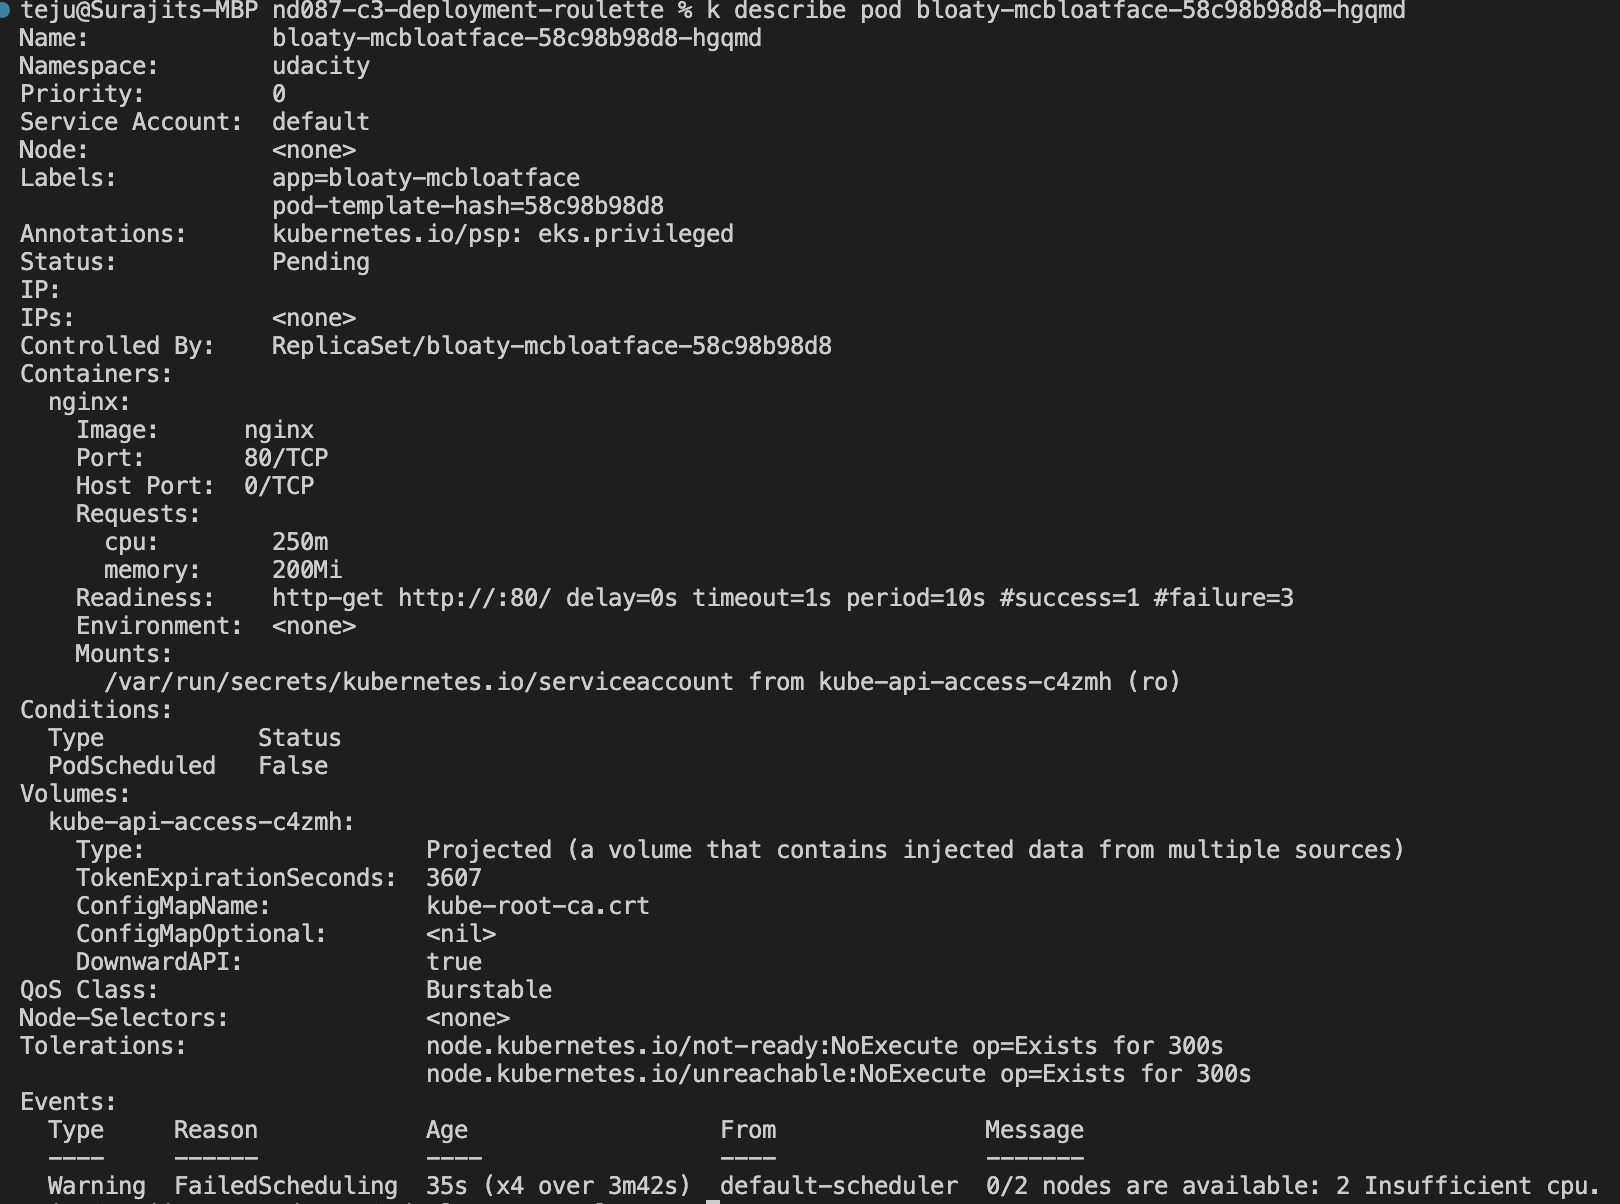 teju@Surajits-MBP nd087-c3-deployment-roulette % k describe pod bloaty-mcbloatface-58c98b98d8-hgqmd
Name:             bloaty-mcbloatface-58c98b98d8-hgqmd
Namespace:        udacity
Priority:         0
Service Account:  default
Node:             <none>
Labels:           app=bloaty-mcbloatface
                  pod-template-hash=58c98b98d8
Annotations:      kubernetes.io/psp: eks.privileged
Status:           Pending
IP:
IPs:              <none>
Controlled By:    ReplicaSet/bloaty-mcbloatface-58c98b98d8
Containers:
  nginx:
    Image:      nginx
    Port:       80/TCP
    Host Port:  0/TCP
    Requests:
      cpu:        250m
      memory:     200Mi
    Readiness:    http-get http://:80/ delay=0s timeout=1s period=10s #success=1 #failure=3
    Environment:  <none>
    Mounts:
      /var/run/secrets/kubernetes.io/serviceaccount from kube-api-access-c4zmh (ro)
Conditions:
  Type           Status
  PodScheduled   False
Volumes:
  kube-api-access-c4zmh:
    Type:                    Projected (a volume that contains injected data from multiple sources)
    TokenExpirationSeconds:  3607
    ConfigMapName:           kube-root-ca.crt
    ConfigMapOptional:       <nil>
    DownwardAPI:             true
QoS Class:                   Burstable
Node-Selectors:              <none>
Tolerations:                 node.kubernetes.io/not-ready:NoExecute op=Exists for 300s
                             node.kubernetes.io/unreachable:NoExecute op=Exists for 300s
Events:
  Type     Reason            Age                  From               Message
  ----     ------            ----                 ----               -------
  Warning  FailedScheduling  35s (x4 over 3m42s)  default-scheduler  0/2 nodes are available: 2 Insufficient cpu.